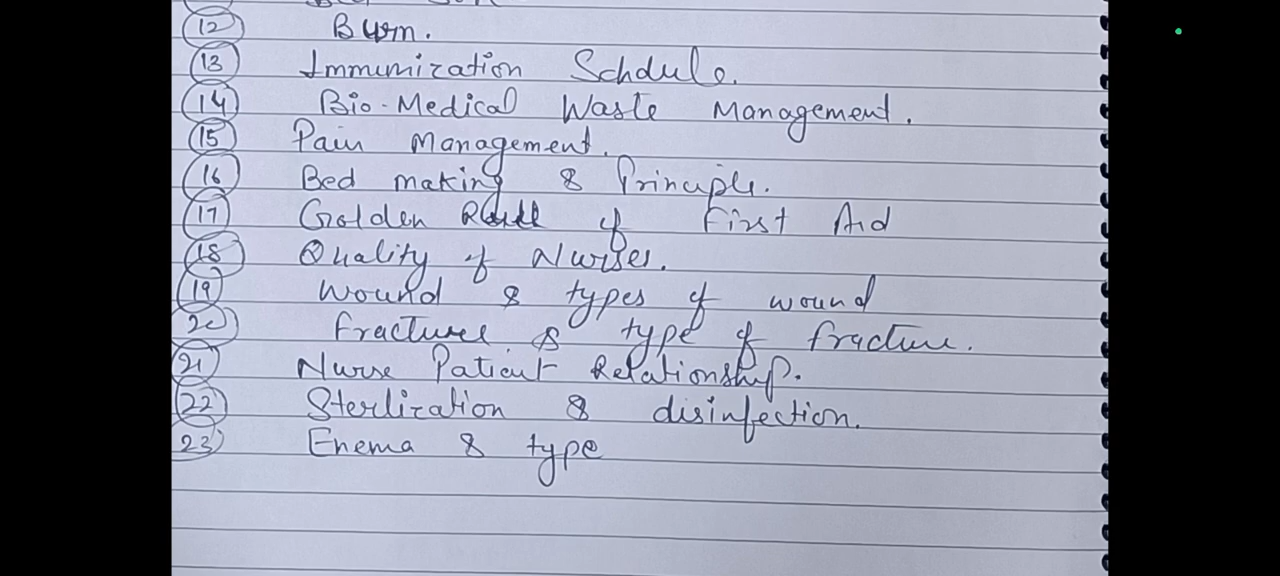 12 Burn.
13 Immunization Schdule.
14 Bio-Medical Waste Management.
15 Pain Management.
16 Bed making & Principle.
17 Golden Rule of First Aid
18 Quality of Nurses.
19 Wound & types of wound
20 fracture & type of fracture.
21 Nurse Patient Relationship.
22 Sterlization & disinfection.
23 Enema & type